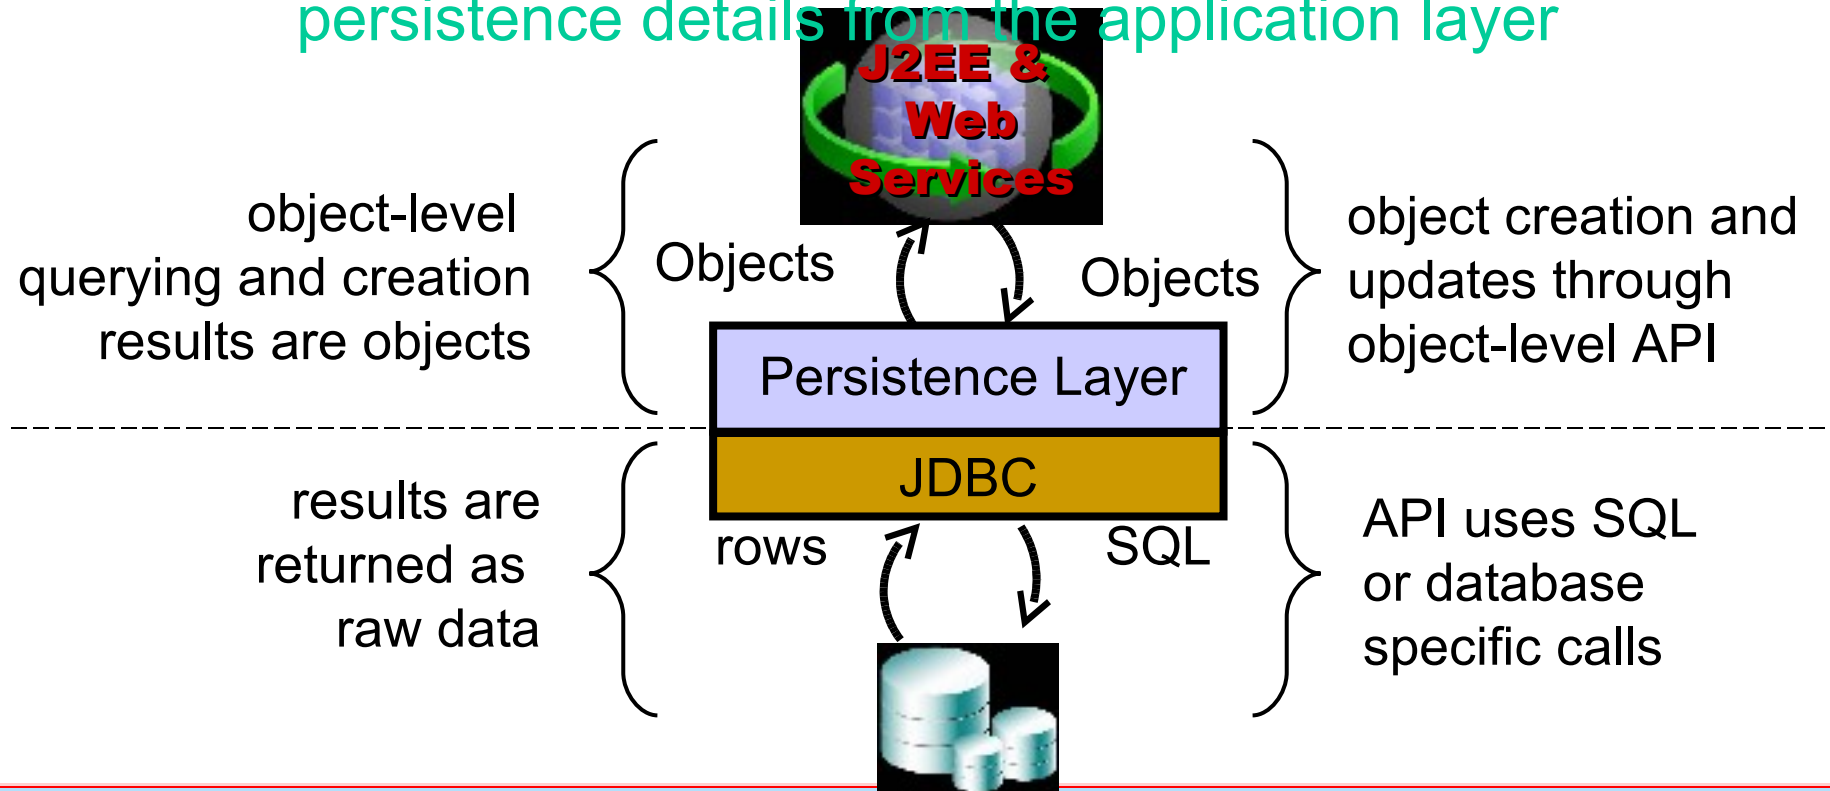 persistence details from the application layer
J2EE &
Web
Services
object-level
querying and creation
results are objects
Objects
Objects
object creation and
updates through
object-level API
Persistence Layer
JDBC
results are
returned as
raw data
rows
SQL
API uses SQL
or database
specific calls